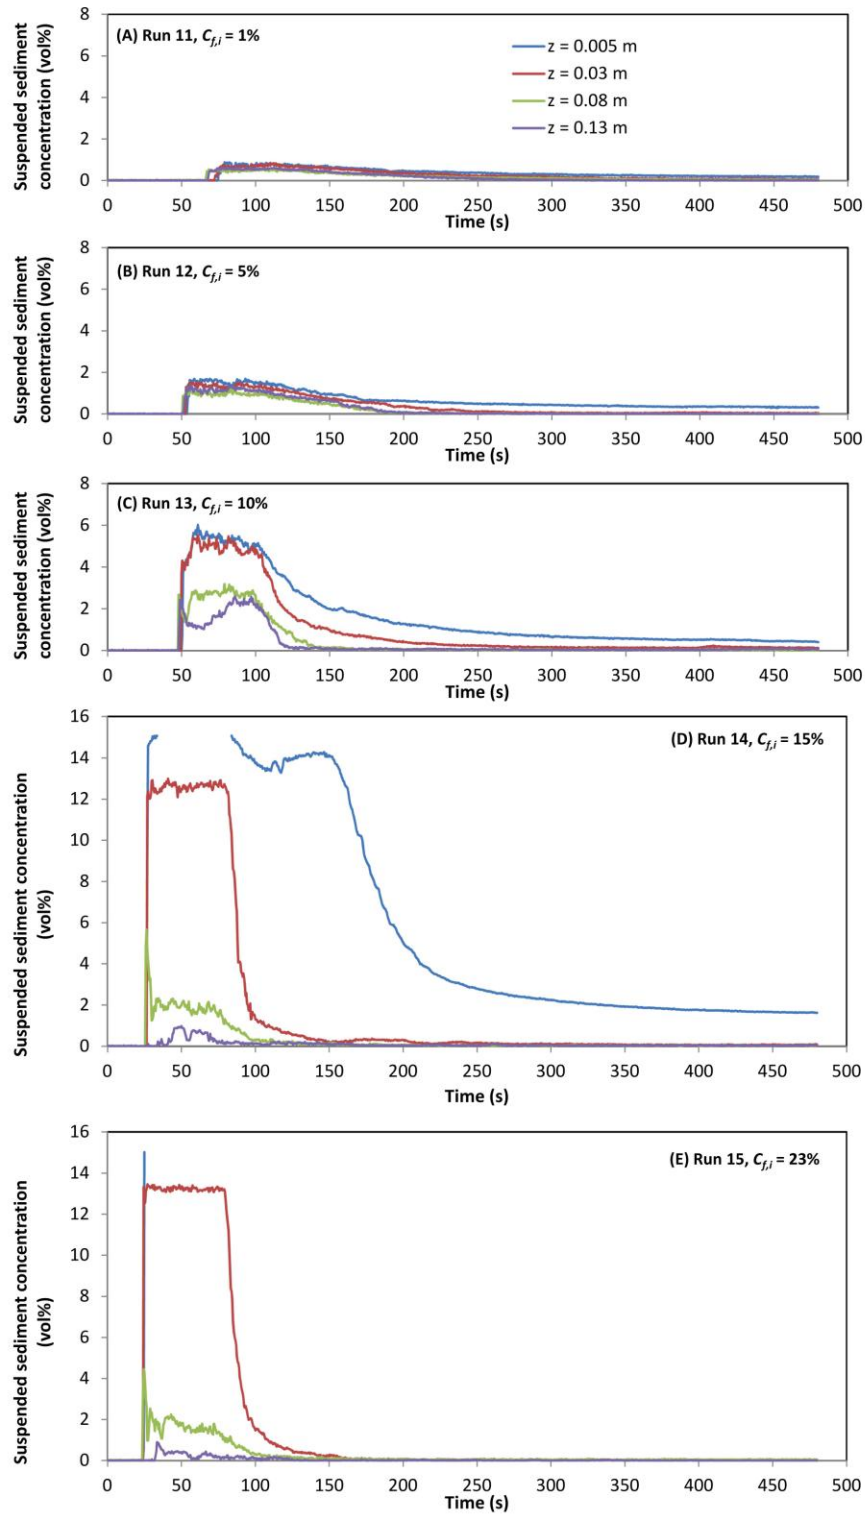 Suspended sediment
concentration (vol%)
(A) Run 11, Cf,i = 1%
z = 0.005 m
z = 0.03 m
z = 0.08 m
z = 0.13 m
8
6
4
2
0
0 50 100 150 200 250 300 350 400 450 500
Time (s)
Suspended sediment
concentration (vol%)
(B) Run 12, Cf,i = 5%
8
6
4
2
0
0 50 100 150 200 250 300 350 400 450 500
Time (s)
Suspended sediment
concentration (vol%)
(C) Run 13, Cf,i = 10%
8
6
4
2
0
0 50 100 150 200 250 300 350 400 450 500
Time (s)
Suspended sediment concentration
(vol%)
(D) Run 14, Cf,i = 15%
16
14
12
10
8
6
4
2
0
0 50 100 150 200 250 300 350 400 450 500
Time (s)
Suspended sediment concentration
(vol%)
(E) Run 15, Cf,i = 23%
16
14
12
10
8
6
4
2
0
0 50 100 150 200 250 300 350 400 450 500
Time (s)